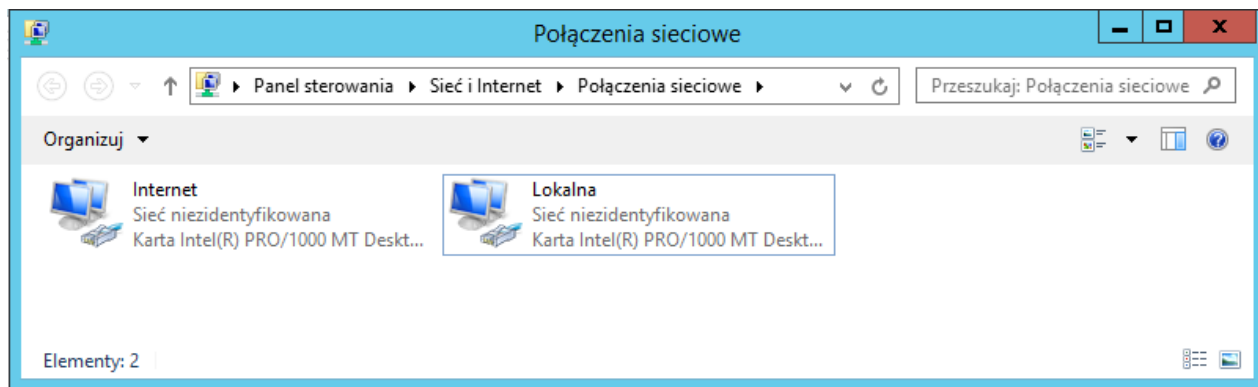 Połączenia sieciowe
Panel sterowania Sieć i Internet Połączenia sieciowe
Przeszukaj: Połączenia sieciowe
Organizuj
Internet
Sieć niezidentyfikowana
Karta Intel(R) PRO/1000 MT Deskt...
Lokalna
Sieć niezidentyfikowana
Karta Intel(R) PRO/1000 MT Deskt...
Elementy: 2